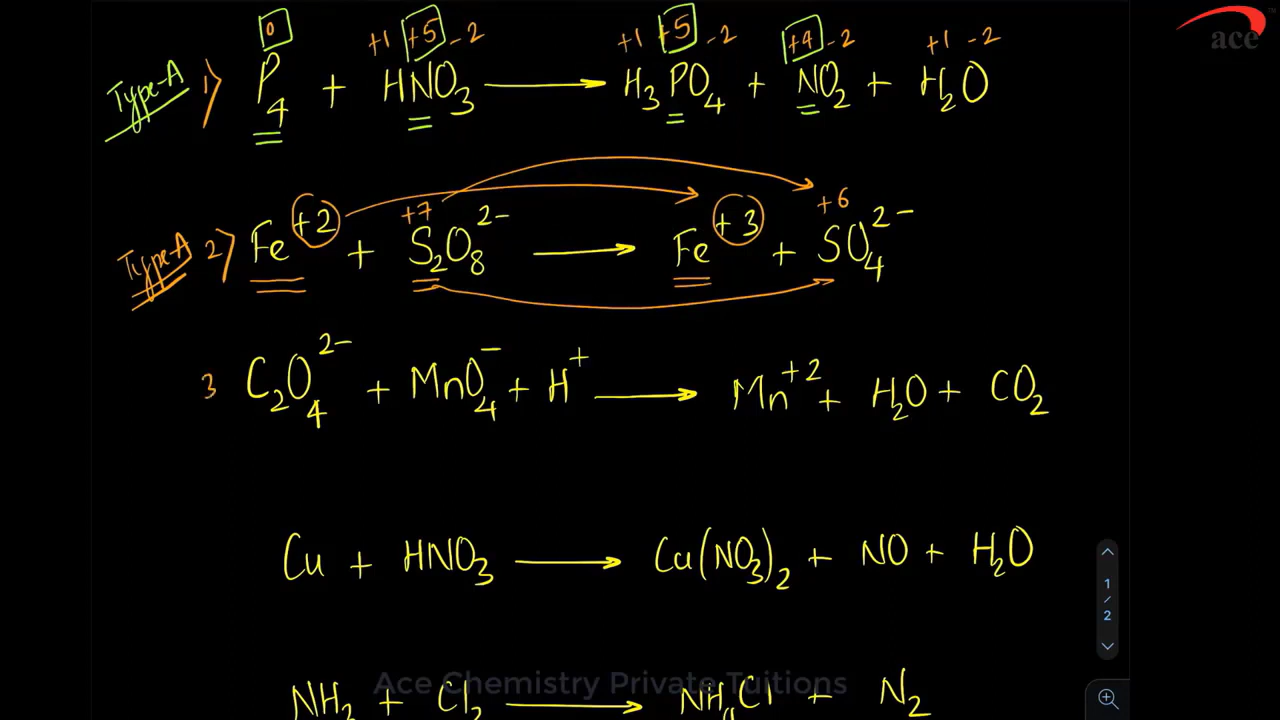 ace
0 +1 +5 -2 +1 +5 -2 +4 -2 +1 -2
Type-A 1) P4 + HNO3 ⟶ H3PO4 + NO2 + H2O
+7 +6
Type-A 2) Fe+2 + S2O8 2- ⟶ Fe+3 + SO4 2-
3 C2O4 2- + MnO4 - + H+ ⟶ Mn+2 + H2O + CO2
Cu + HNO3 ⟶ Cu(NO3)2 + NO + H2O
1
/
2
Ace Chemistry Private Tuitions
NH3 + Cl2 ⟶ NH4Cl + N2